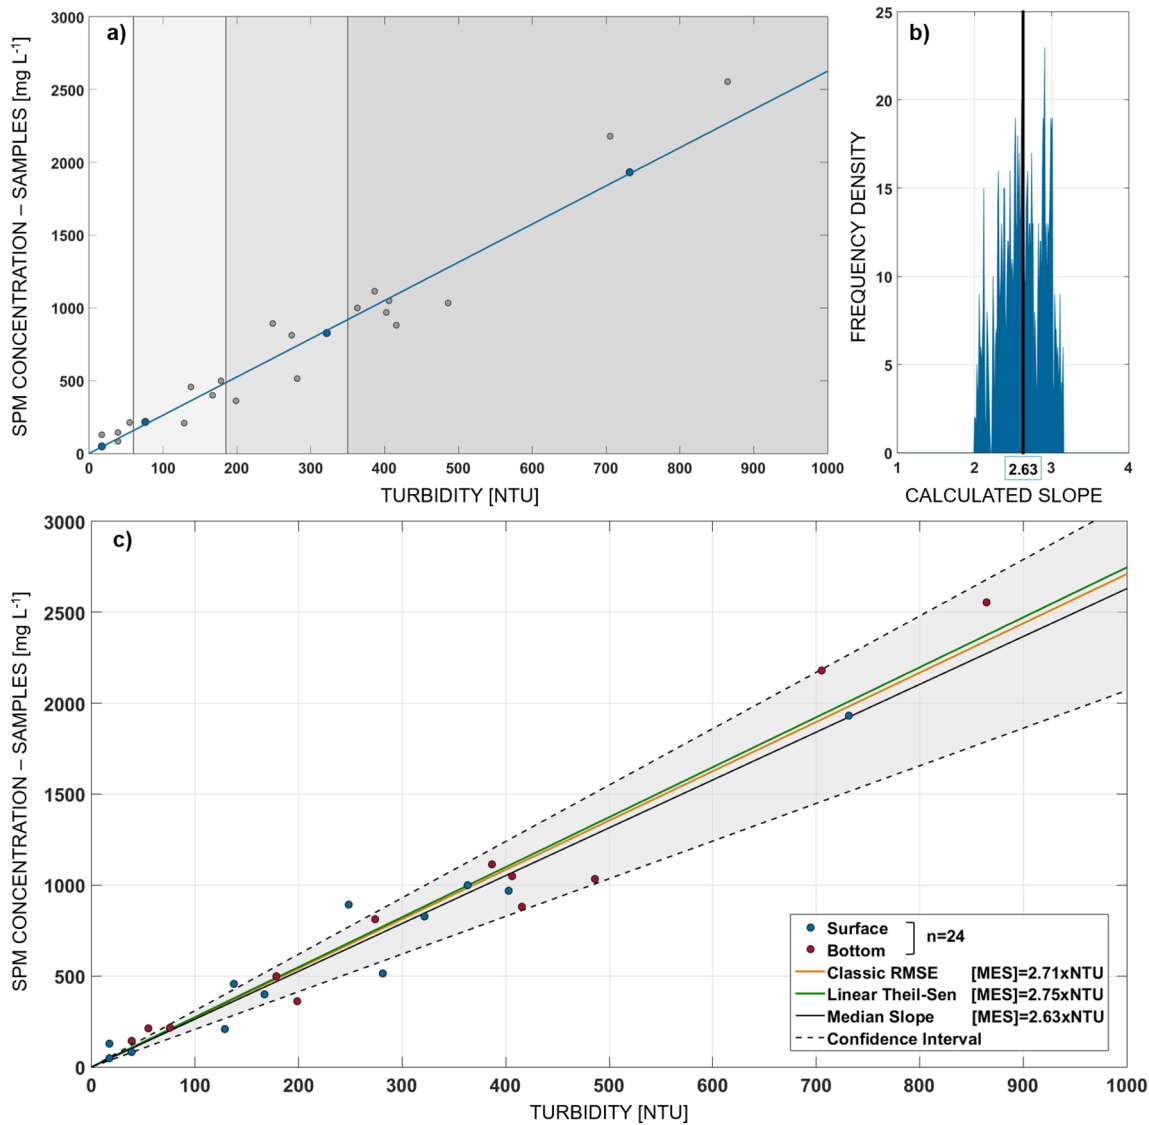 a)
SPM CONCENTRATION – SAMPLES [mg L-1]
3000
2500
2000
1500
1000
500
0
0 100 200 300 400 500 600 700 800 900 1000
TURBIDITY [NTU]
b)
FREQUENCY DENSITY
25
20
15
10
5
0
1 2 2.63 3 4
CALCULATED SLOPE
c)
SPM CONCENTRATION – SAMPLES [mg L-1]
3000
2500
2000
1500
1000
500
0
Surface
Bottom
n=24
Classic RMSE [MES]=2.71xNTU
Linear Theil-Sen [MES]=2.75xNTU
Median Slope [MES]=2.63xNTU
Confidence Interval
0 100 200 300 400 500 600 700 800 900 1000
TURBIDITY [NTU]